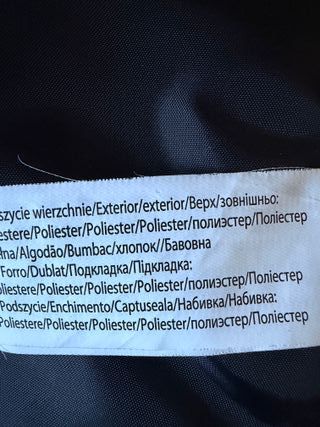 szycie wierzchnie/Exterior/exterior/Верх/зовнішньо:
estere/Poliester/Poliester/Poliester/полиэстер/Поліестер
na/Algodão/Bumbac/хлопок//Бавовна
/Forro/Dublat/Подкладка/Підкладка:
oliestere/Poliester/Poliester/Poliester/полиэстер/Поліестер
Podszycie/Enchimento/Captuseala/Набивка/Набивка:
Poliestere/Poliester/Poliester/Poliester/полиэстер/Поліестер